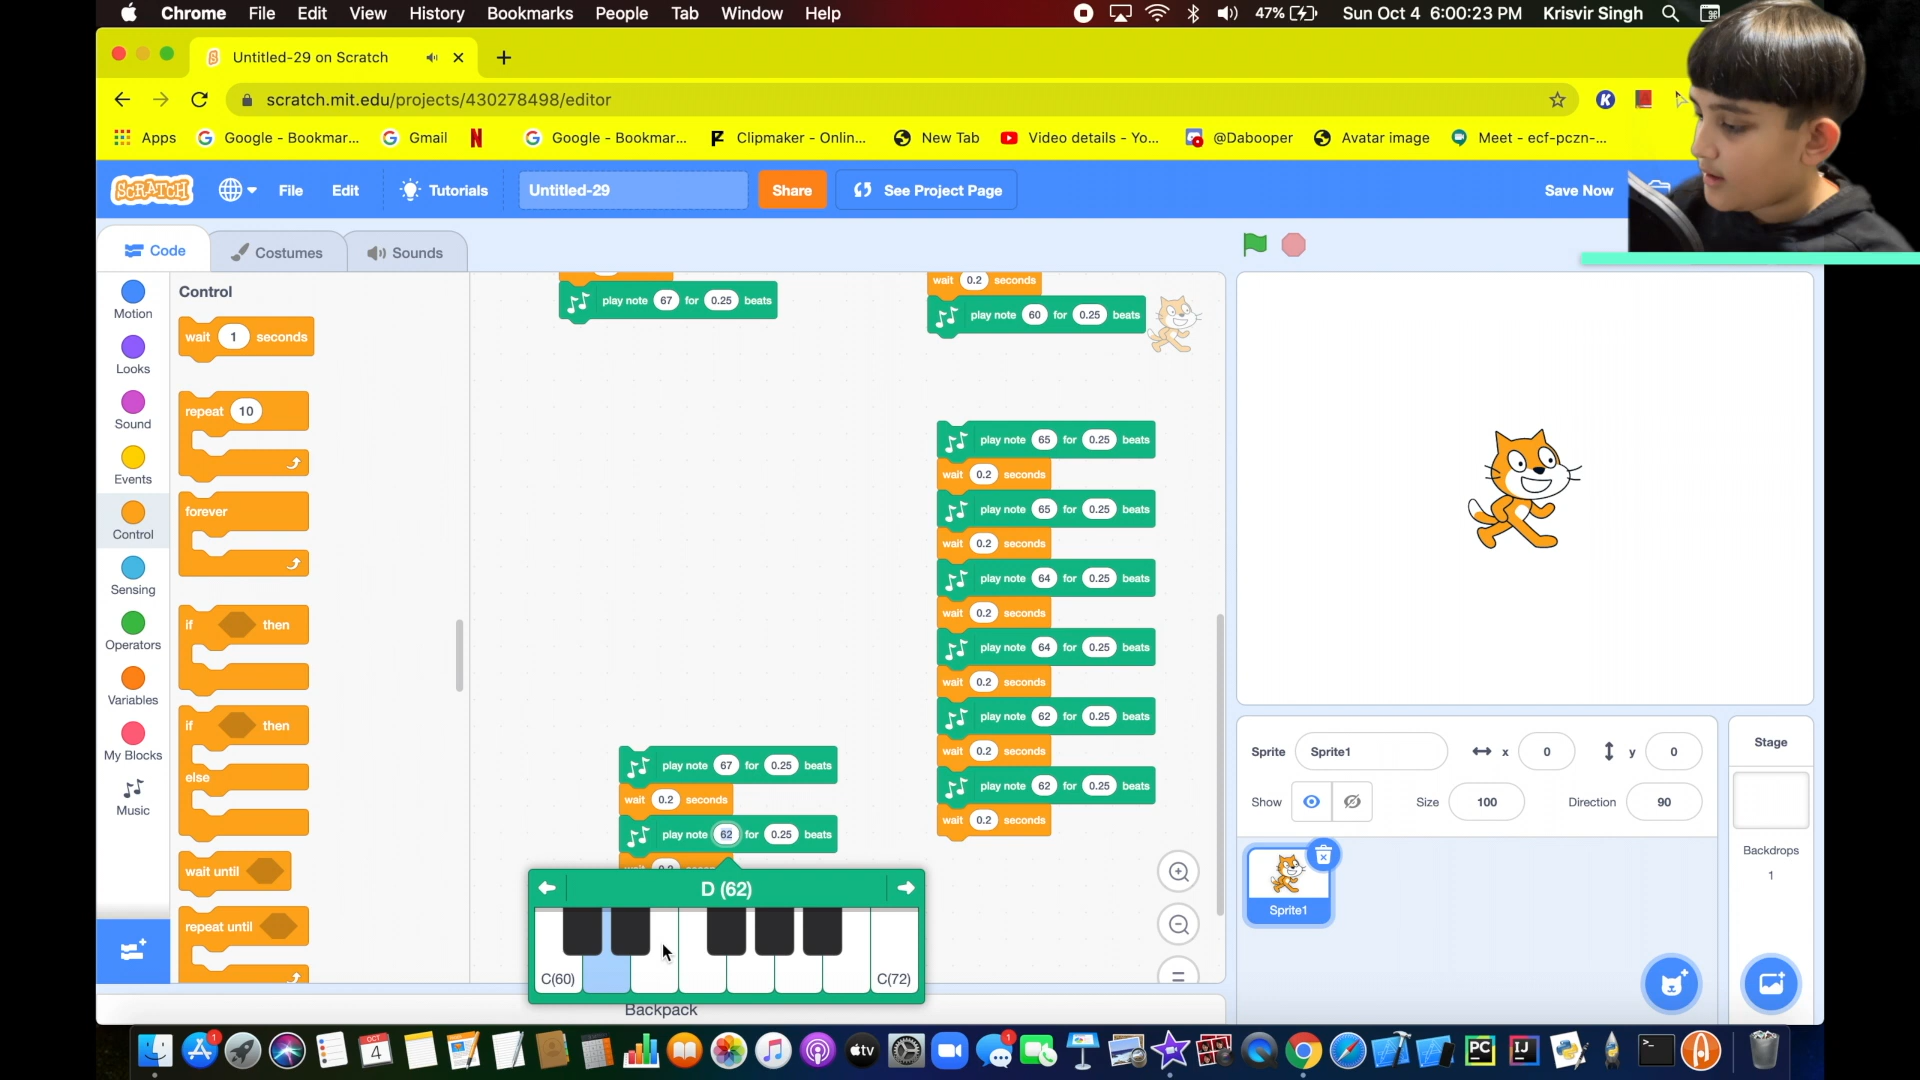 Chrome File Edit View History Bookmarks People Tab Window Help 47% Sun Oct 4 6:00:23 PM Krisvir Singh
Untitled-29 on Scratch
scratch.mit.edu/projects/430278498/editor
Apps Google - Bookmar... Gmail Google - Bookmar... Clipmaker - Onlin... New Tab Video details - Yo... @Dabooper Avatar image Meet - ecf-pczn-...
SCRATCH File Edit Tutorials Untitled-29 Share See Project Page Save Now
Code Costumes Sounds
Motion
Looks
Sound
Events
Control
Sensing
Operators
Variables
My Blocks
Music
Control
wait 1 seconds
repeat 10
forever
if then
if then
else
wait until
repeat until
play note 67 for 0.25 beats
wait 0.2 seconds
play note 60 for 0.25 beats
play note 65 for 0.25 beats
wait 0.2 seconds
play note 65 for 0.25 beats
wait 0.2 seconds
play note 64 for 0.25 beats
wait 0.2 seconds
play note 64 for 0.25 beats
wait 0.2 seconds
play note 62 for 0.25 beats
wait 0.2 seconds
play note 62 for 0.25 beats
wait 0.2 seconds
play note 67 for 0.25 beats
wait 0.2 seconds
play note 62 for 0.25 beats
D (62)
C(60) C(72)
Backpack
Sprite Sprite1 x 0 y 0
Show Size 100 Direction 90
Sprite1
Stage
Backdrops
1
OCT
4
1
1
tv
PC
IJ